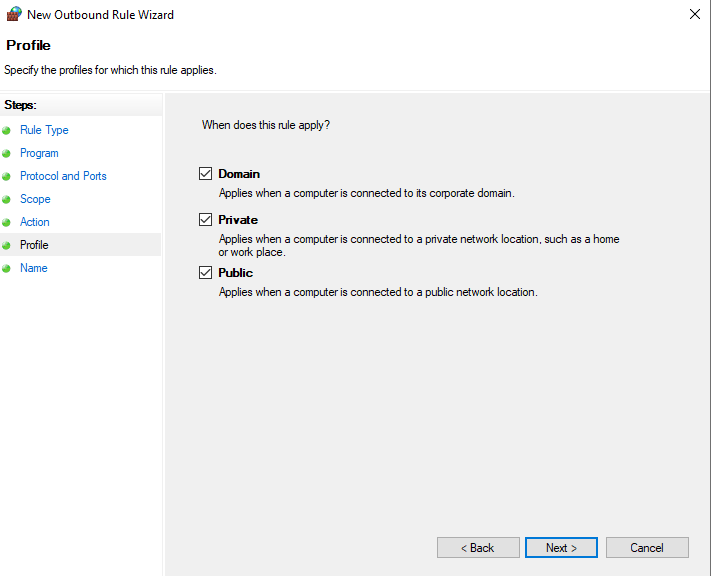 New Outbound Rule Wizard
Profile
Specify the profiles for which this rule applies.
Steps:
Rule Type
Program
Protocol and Ports
Scope
Action
Profile
Name
When does this rule apply?
Domain
Applies when a computer is connected to its corporate domain.
Private
Applies when a computer is connected to a private network location, such as a home
or work place.
Public
Applies when a computer is connected to a public network location.
< Back
Next >
Cancel